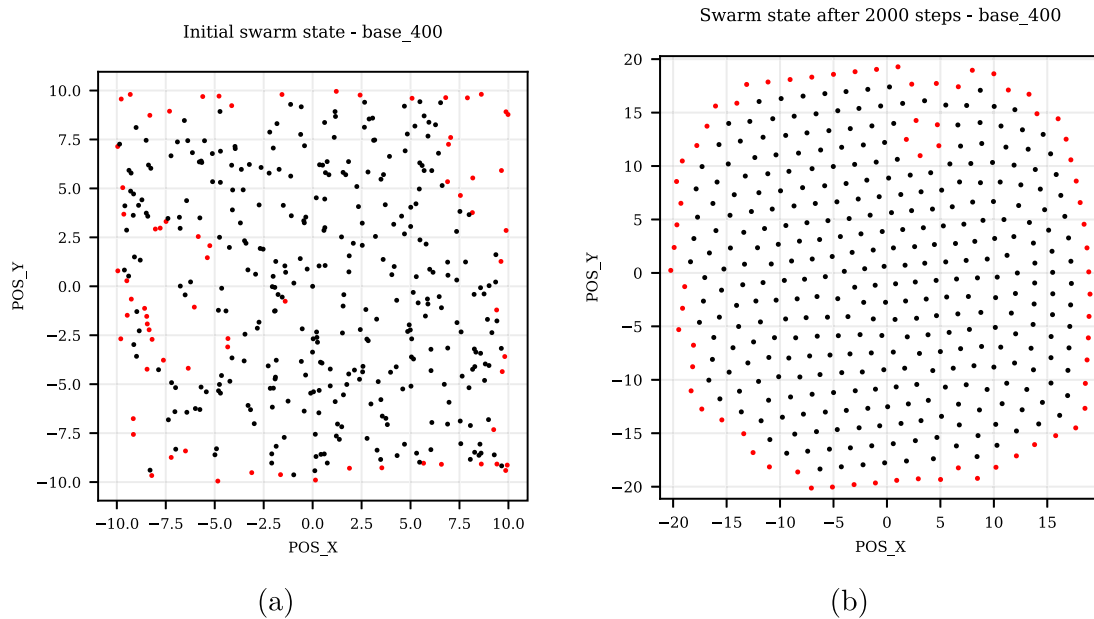 Initial swarm state - base_400
10.0
7.5
5.0
2.5
0.0
−2.5
−5.0
−7.5
−10.0
POS_Y
−10.0 −7.5 −5.0 −2.5 0.0 2.5 5.0 7.5 10.0
POS_X
(a)
Swarm state after 2000 steps - base_400
20
15
10
5
0
−5
−10
−15
−20
POS_Y
−20 −15 −10 −5 0 5 10 15
POS_X
(b)